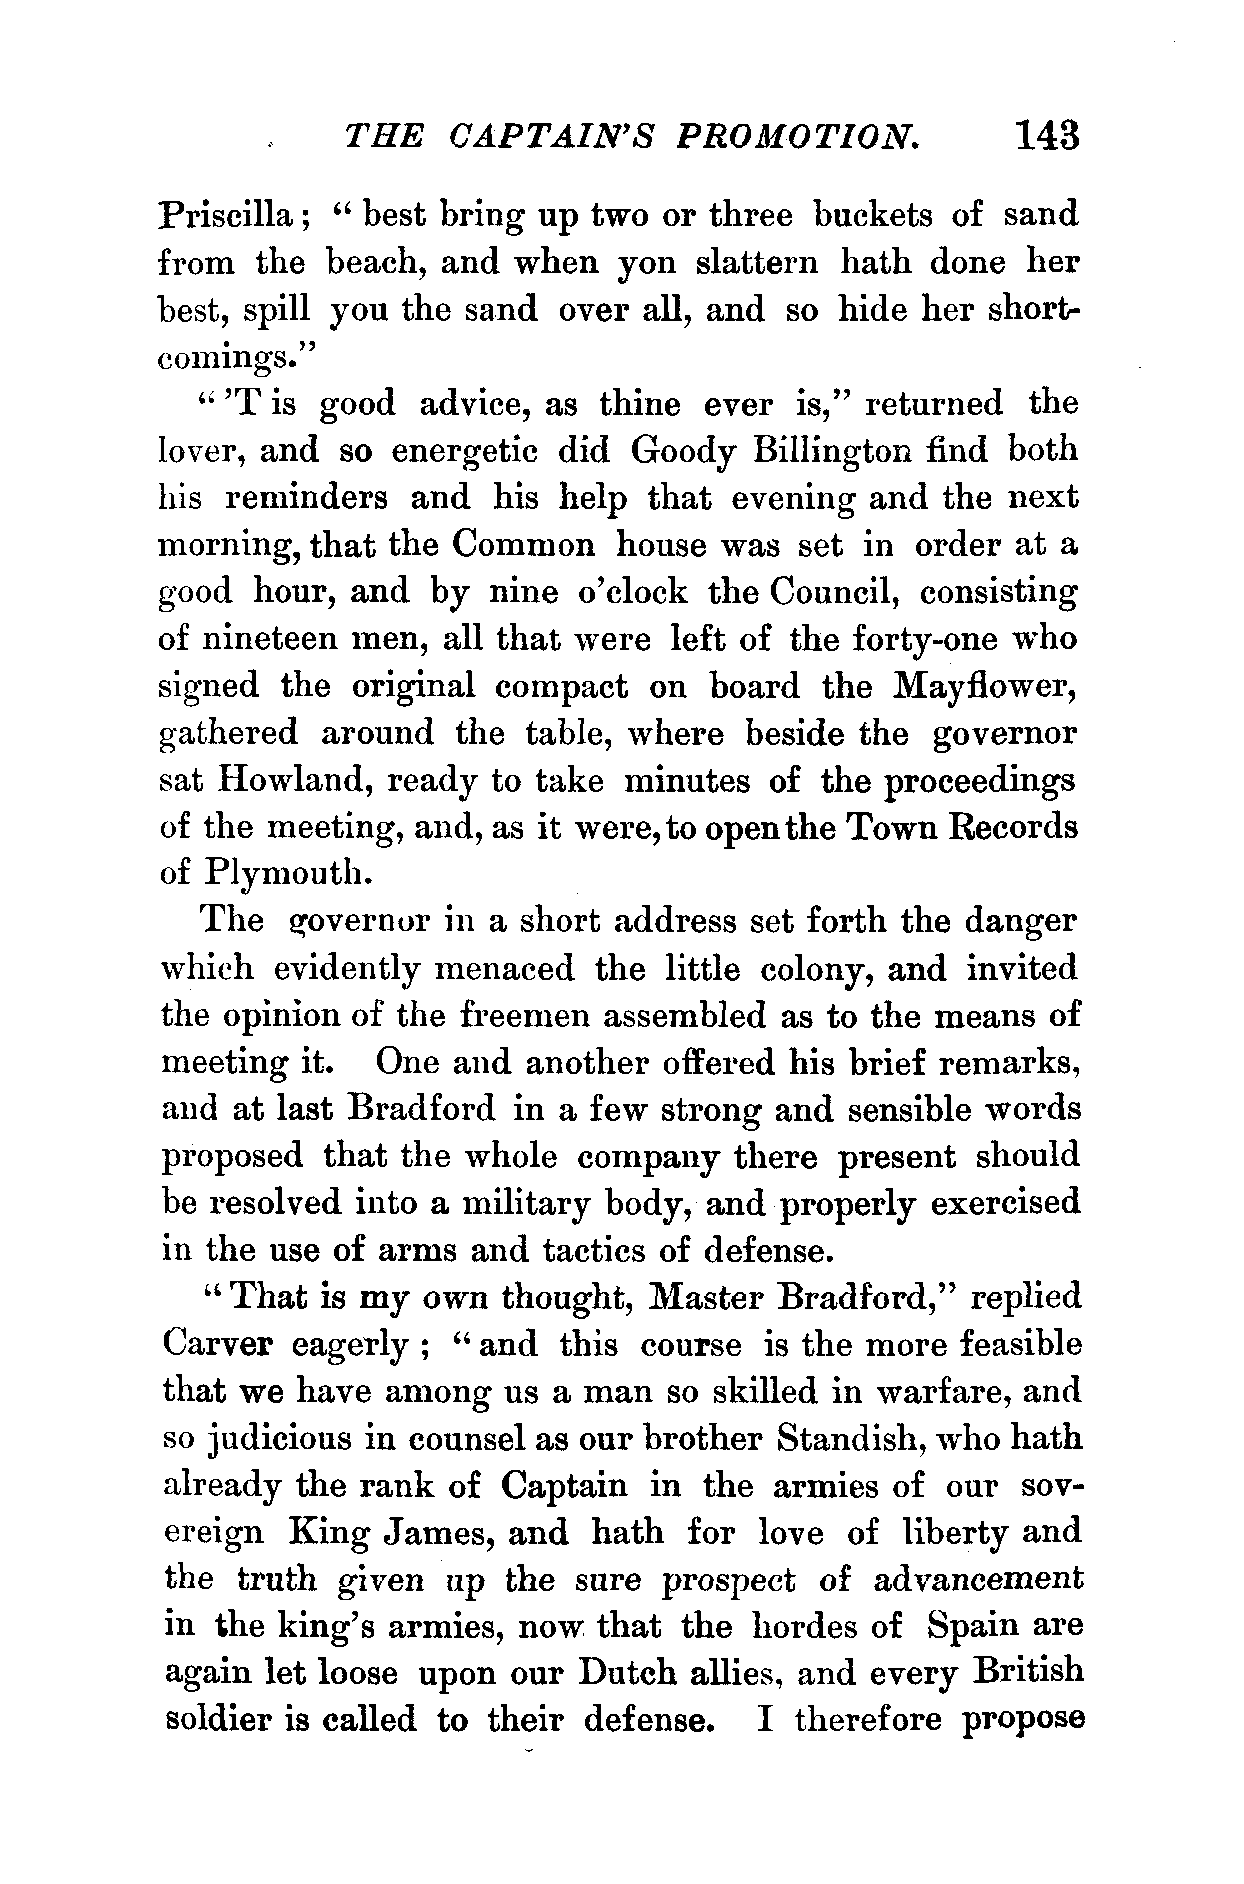 THE CAPTAIN'S PROMOTION. 143
Priscilla; " best bring up two or three buckets of sand
from the beach, and when yon slattern hath done her
best, spill you the sand over all, and so hide her short-
comings."
" 'T is good advice, as thine ever is," returned the
lover, and so energetic did Goody Billington find both
his reminders and his help that evening and the next
morning, that the Common house was set in order at a
good hour, and by nine o'clock the Council, consisting
of nineteen men, all that were left of the forty-one who
signed the original compact on board the Mayflower,
gathered around the table, where beside the governor
sat Howland, ready to take minutes of the proceedings
of the meeting, and, as it were, to open the Town Records
of Plymouth.
The governor in a short address set forth the danger
which evidently menaced the little colony, and invited
the opinion of the freemen assembled as to the means of
meeting it. One and another offered his brief remarks,
and at last Bradford in a few strong and sensible words
proposed that the whole company there present should
be resolved into a military body, and properly exercised
in the use of arms and tactics of defense.
" That is my own thought, Master Bradford," replied
Carver eagerly ; " and this course is the more feasible
that we have among us a man so skilled in warfare, and
so judicious in counsel as our brother Standish, who hath
already the rank of Captain in the armies of our sov-
ereign King James, and hath for love of liberty and
the truth given up the sure prospect of advancement
in the king's armies, now that the hordes of Spain are
again let loose upon our Dutch allies, and every British
soldier is called to their defense. I therefore propose